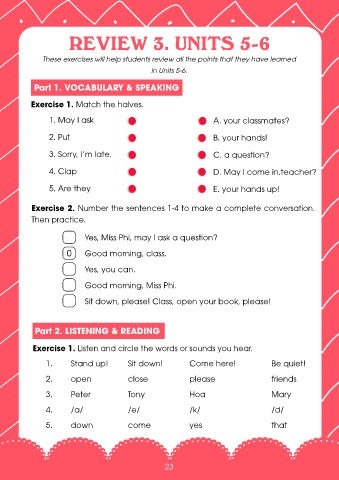 REVIEW 3. UNITS 5-6
These exercises will help students review all the points that they have learned
in Units 5-6.
Part 1. VOCABULARY & SPEAKING
Exercise 1. Match the halves.
1. May I ask A. your classmates?
2. Put B. your hands!
3. Sorry, I'm late. C. a question?
4. Clap D. May I come in,teacher?
5. Are they E. your hands up!
Exercise 2. Number the sentences 1-4 to make a complete conversation.
Then practice.
Yes, Miss Phi, may I ask a question?
0 Good morning, class.
Yes, you can.
Good morning, Miss Phi.
Sit down, please! Class, open your book, please!
Part 2. LISTENING & READING
Exercise 1. Listen and circle the words or sounds you hear.
1. Stand up! Sit down! Come here! Be quiet!
2. open close please friends
3. Peter Tony Hoa Mary
4. /a/ /e/ /k/ /d/
5. down come yes that
23